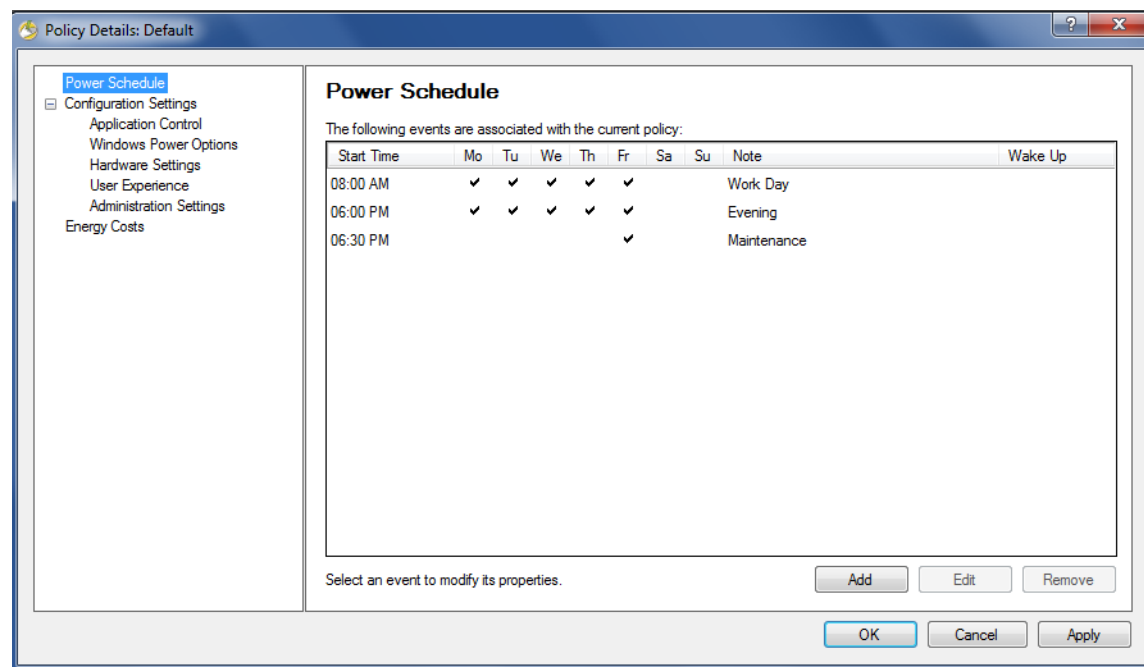 Policy Details: Default
Power Schedule
Configuration Settings
Application Control
Windows Power Options
Hardware Settings
User Experience
Administration Settings
Energy Costs
Power Schedule
The following events are associated with the current policy:
Start Time Mo Tu We Th Fr Sa Su Note Wake Up
08:00 AM ✔ ✔ ✔ ✔ ✔ Work Day
06:00 PM ✔ ✔ ✔ ✔ ✔ Evening
06:30 PM ✔ Maintenance
Select an event to modify its properties.
Add Edit Remove
OK Cancel Apply